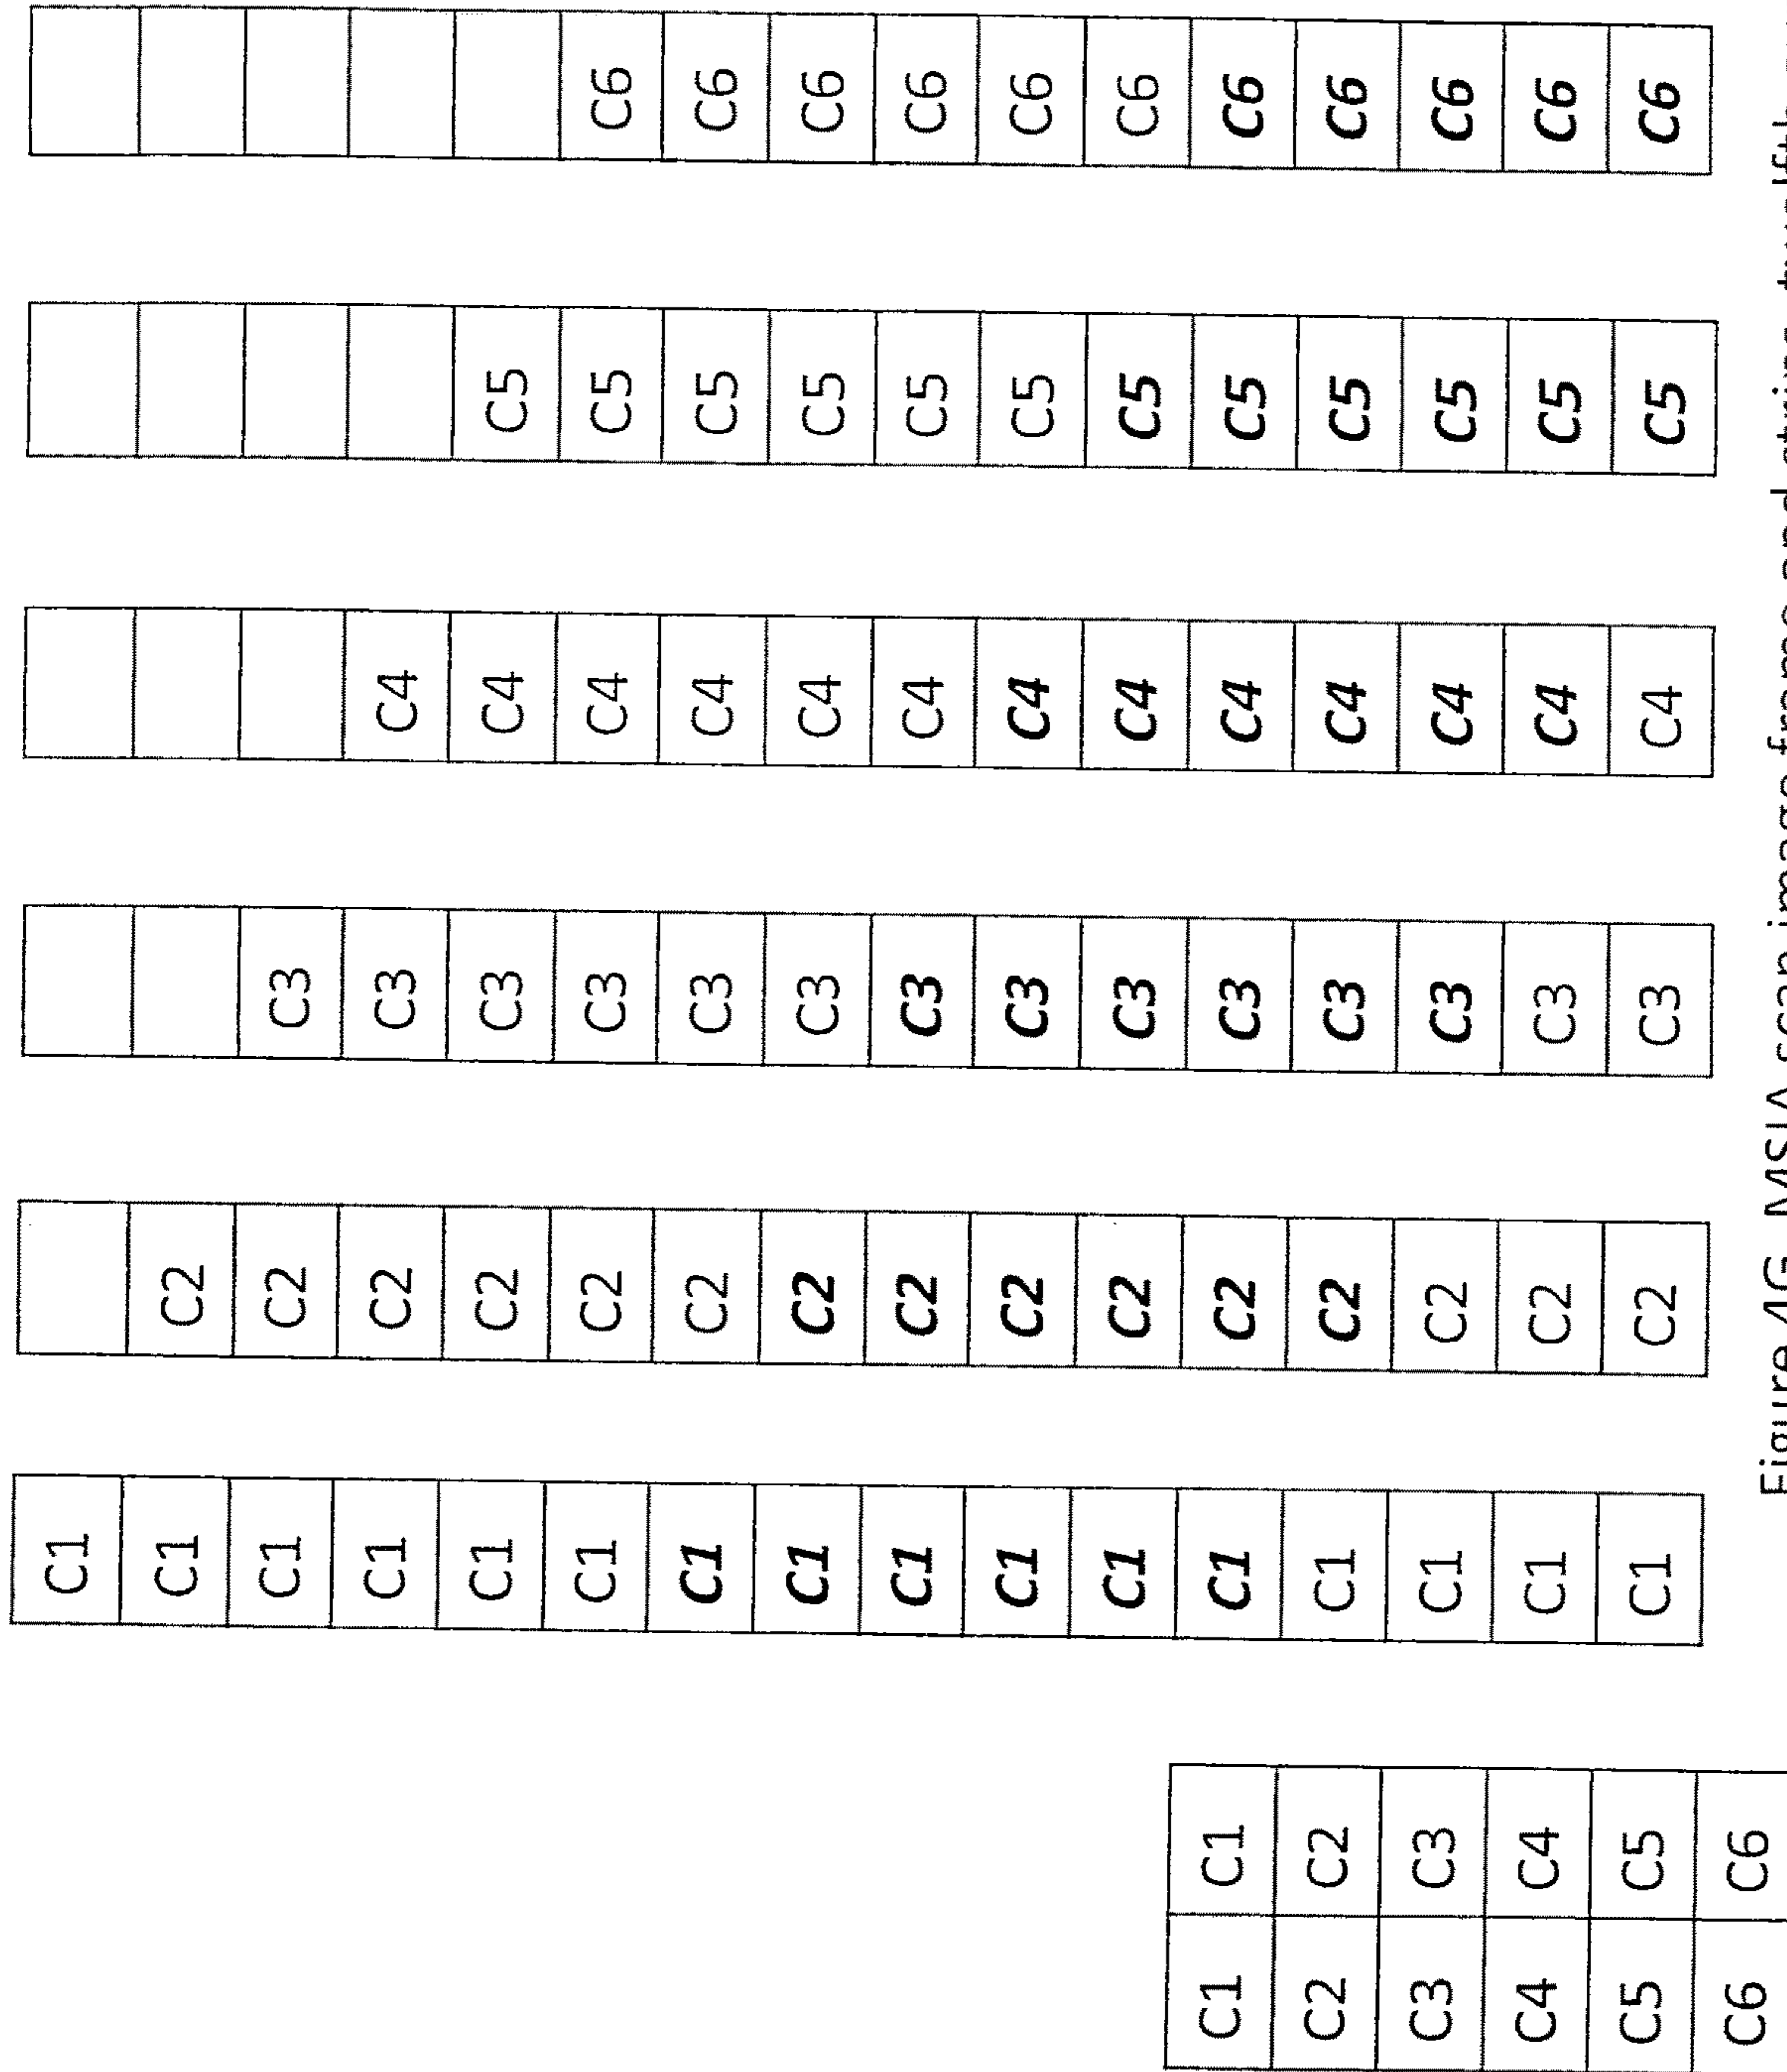 C1
C1 C2
C1 C2 C3
C1 C2 C3 C4
C1 C2 C3 C4 C5
C1 C2 C3 C4 C5 C6
C1 C2 C3 C4 C5 C6
C1 C2 C3 C4 C5 C6
C1 C2 C3 C4 C5 C6
C1 C2 C3 C4 C5 C6
C1 C2 C3 C4 C5 C6
C1 C1 C1 C2 C3 C4 C5 C6
C2 C2 C1 C2 C3 C4 C5 C6
C3 C3 C1 C2 C3 C4 C5 C6
C4 C4 C1 C2 C3 C4 C5 C6
C5 C5 C1 C2 C3 C4 C5 C6
C6 C6
Figure 4G MSIA scan image frame and twelfth